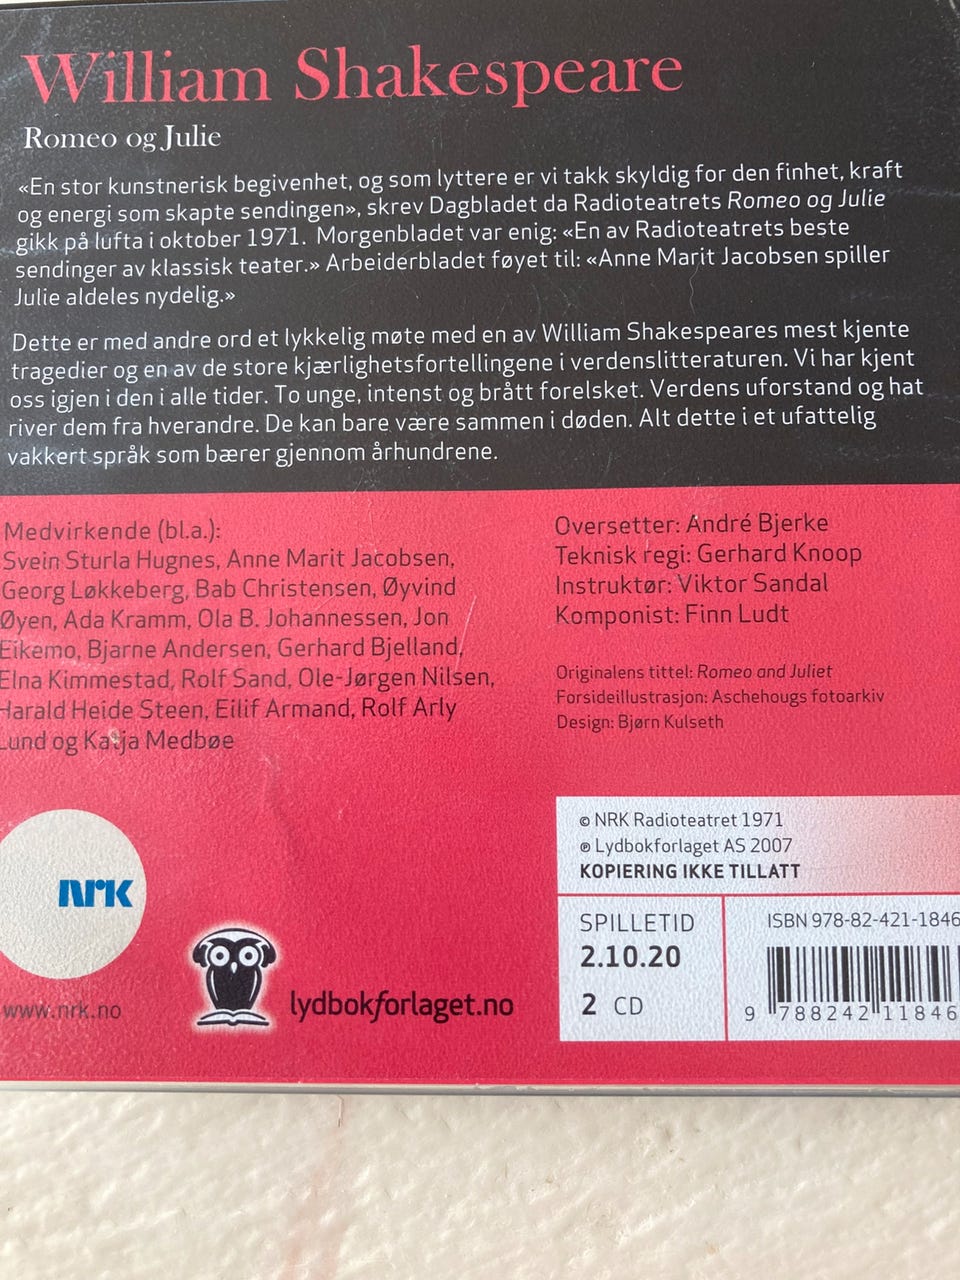 William Shakespeare
Romeo og Julie
«En stor kunstnerisk begivenhet, og som lyttere er vi takk skyldig for den finhet, kraft
og energi som skapte sendingen», skrev Dagbladet da Radioteatrets Romeo og Julie
gikk på lufta i oktober 1971. Morgenbladet var enig: «En av Radioteatrets beste
sendinger av klassisk teater.» Arbeiderbladet føyet til: «Anne Marit Jacobsen spiller
Julie aldeles nydelig.»
Dette er med andre ord et lykkelig møte med en av William Shakespeares mest kjente
tragedier og en av de store kjærlighetsfortellingene i verdenslitteraturen. Vi har kjent
oss igjen i den i alle tider. To unge, intenst og brått forelsket. Verdens uforstand og hat
river dem fra hverandre. De kan bare være sammen i døden. Alt dette i et ufattelig
vakkert språk som bærer gjennom århundrene.
Medvirkende (bl.a.):
Svein Sturla Hugnes, Anne Marit Jacobsen,
Georg Løkkeberg, Bab Christensen, Øyvind
Øyen, Ada Kramm, Ola B. Johannessen, Jon
Eikemo, Bjarne Andersen, Gerhard Bjelland,
Elna Kimmestad, Rolf Sand, Ole-Jørgen Nilsen,
Harald Heide Steen, Eilif Armand, Rolf Arly
Lund og Katja Medbøe
Oversetter: André Bjerke
Teknisk regi: Gerhard Knoop
Instruktør: Viktor Sandal
Komponist: Finn Ludt
Originalens tittel: Romeo and Juliet
Forsideillustrasjon: Aschehougs fotoarkiv
Design: Bjørn Kulseth
© NRK Radioteatret 1971
℗ Lydbokforlaget AS 2007
KOPIERING IKKE TILLATT
SPILLETID
2.10.20
2 CD
ISBN 978-82-421-1846
9 788242 11846
NRK
www.nrk.no
lydbokforlaget.no